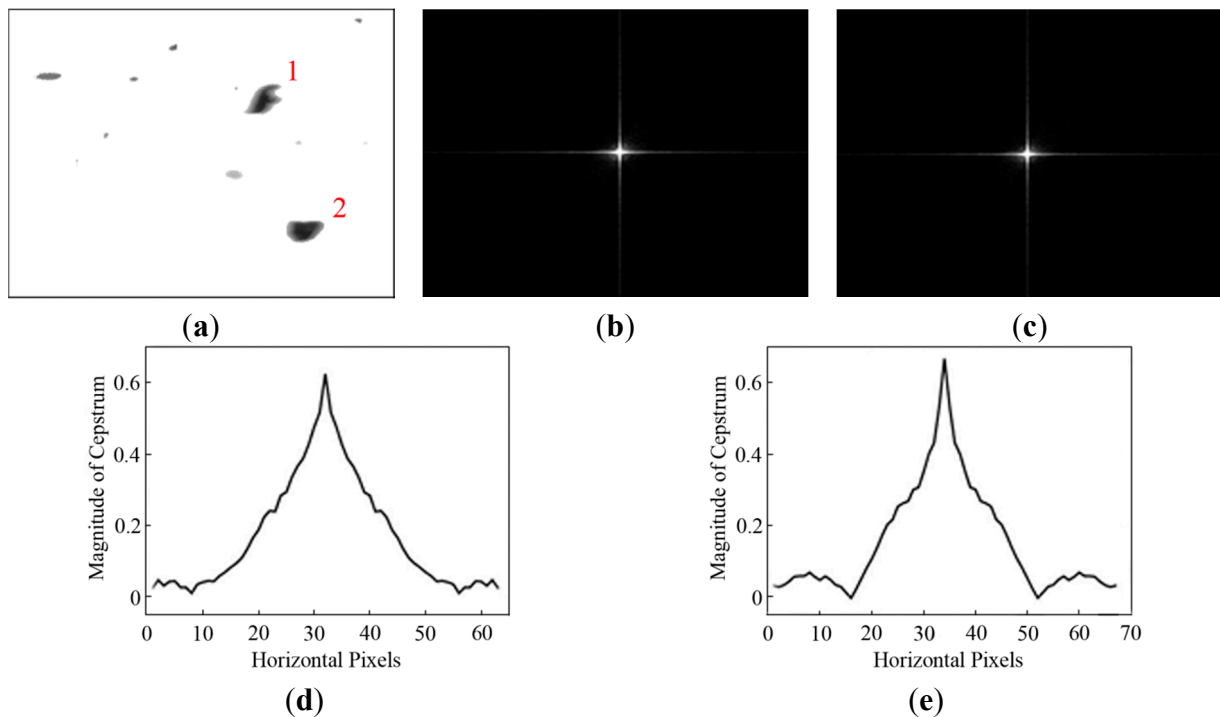 1
2
(a)
(b)
(c)
Magnitude of Cepstrum
0.6
0.4
0.2
0
0 10 20 30 40 50 60
Horizontal Pixels
(d)
Magnitude of Cepstrum
0.6
0.4
0.2
0
0 10 20 30 40 50 60 70
Horizontal Pixels
(e)